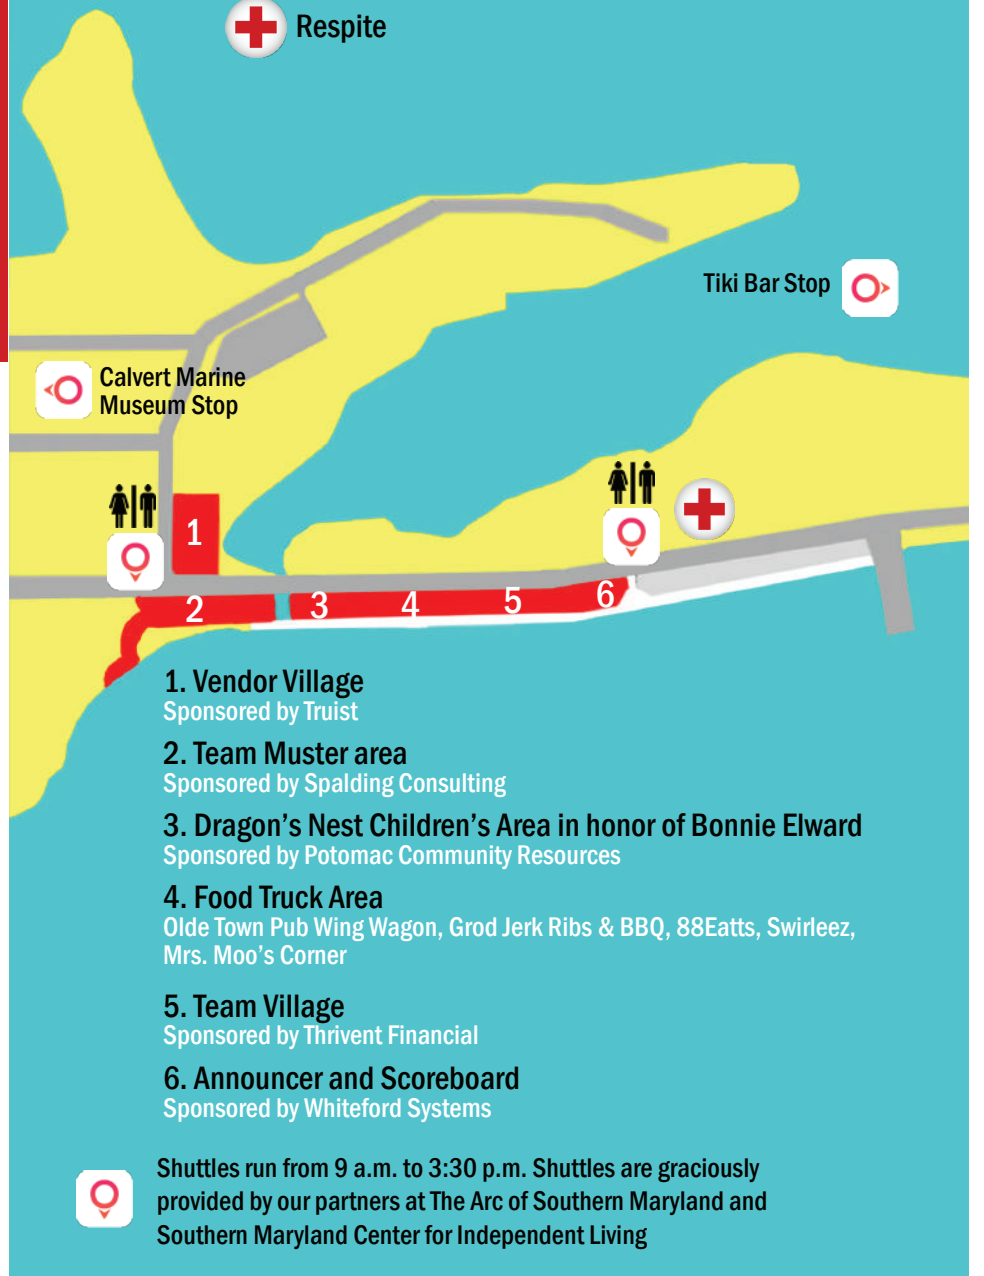 Respite
Tiki Bar Stop
Calvert Marine
Museum Stop
1
2
3
4
5
6
1. Vendor Village
Sponsored by Truist
2. Team Muster area
Sponsored by Spalding Consulting
3. Dragon's Nest Children's Area in honor of Bonnie Elward
Sponsored by Potomac Community Resources
4. Food Truck Area
Olde Town Pub Wing Wagon, Grod Jerk Ribs & BBQ, 88Eatts, Swirleez,
Mrs. Moo's Corner
5. Team Village
Sponsored by Thrivent Financial
6. Announcer and Scoreboard
Sponsored by Whiteford Systems
Shuttles run from 9 a.m. to 3:30 p.m. Shuttles are graciously
provided by our partners at The Arc of Southern Maryland and
Southern Maryland Center for Independent Living